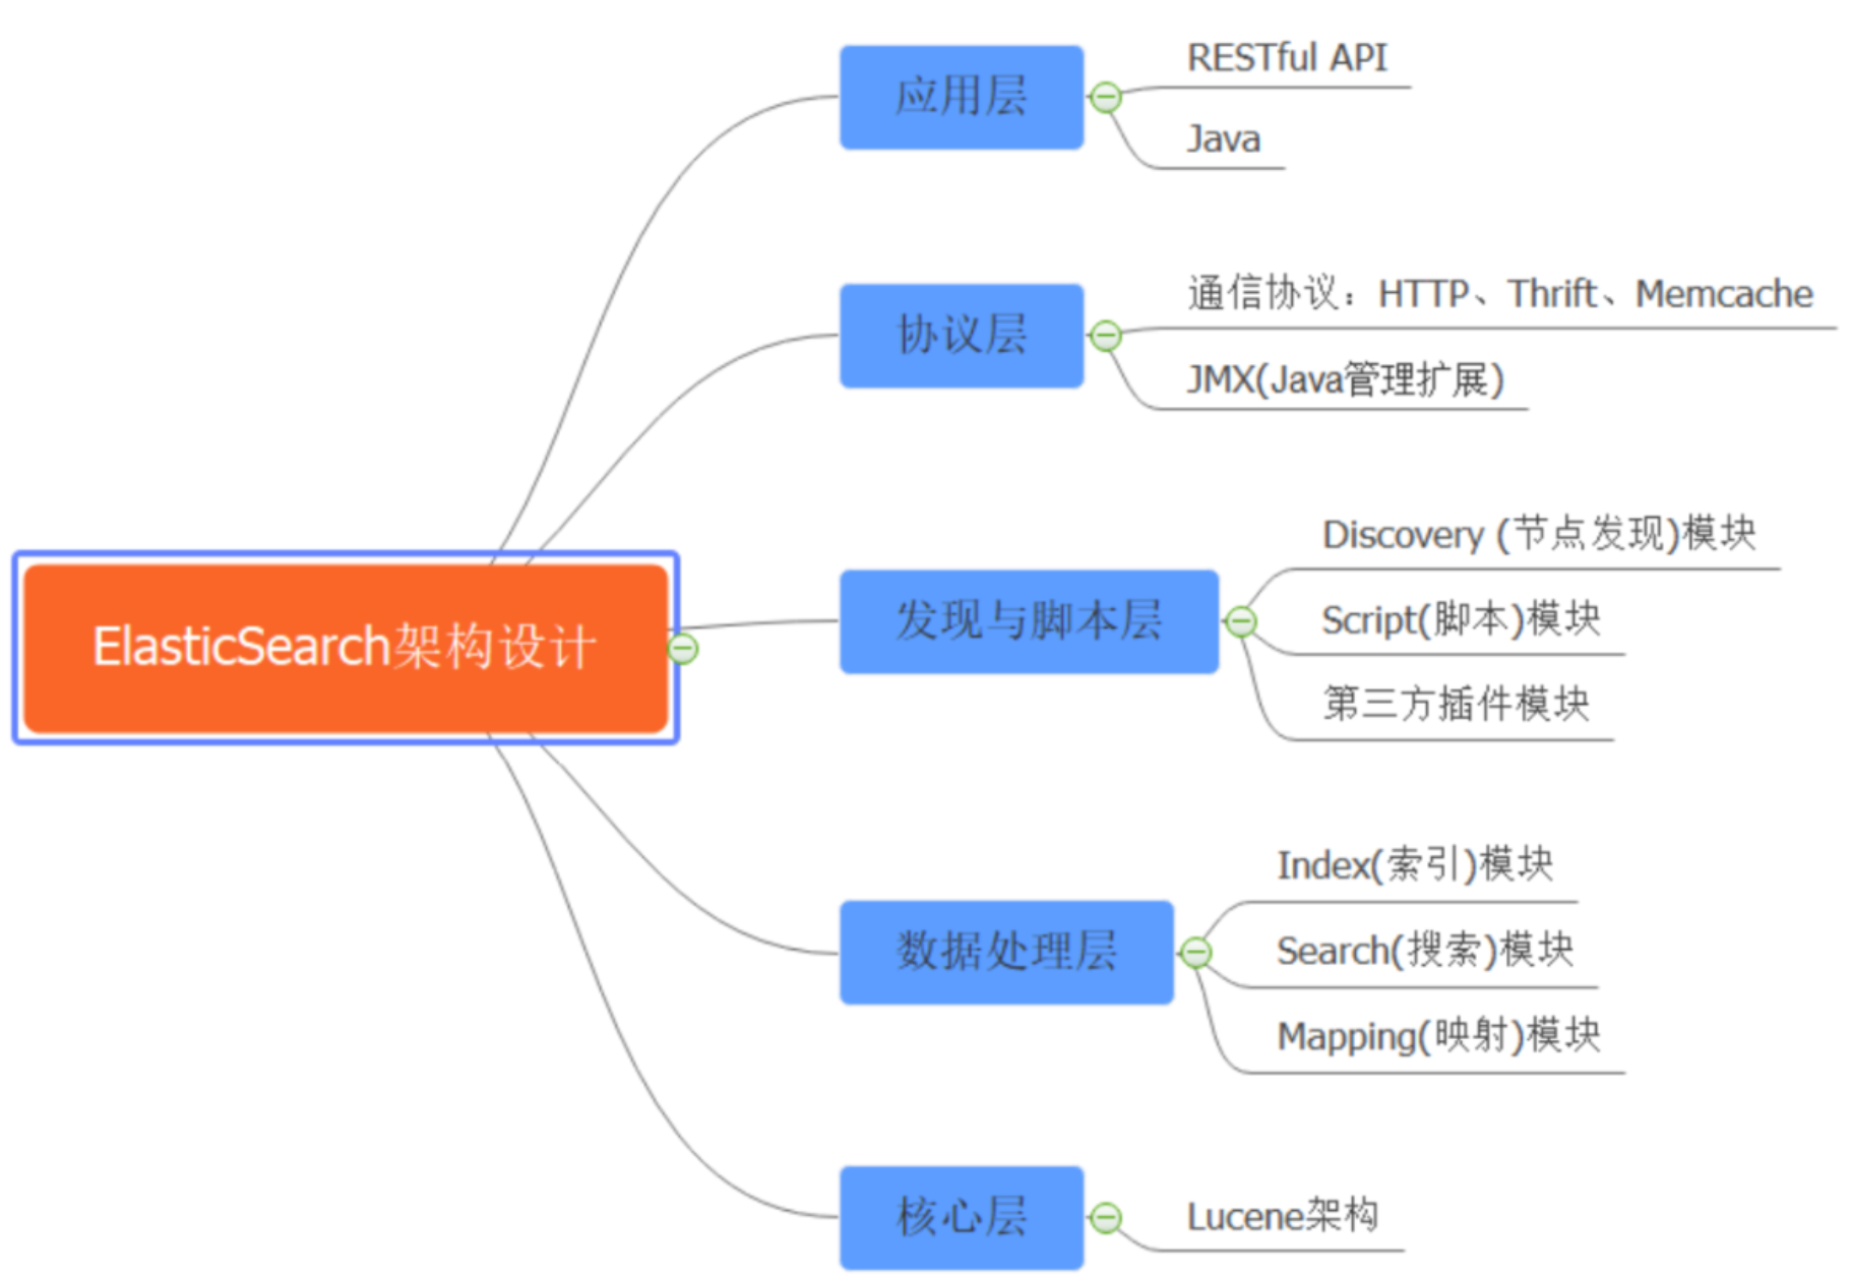 ElasticSearch架构设计
应用层
RESTful API
Java
协议层
通信协议：HTTP、Thrift、Memcache
JMX(Java管理扩展)
发现与脚本层
Discovery (节点发现)模块
Script(脚本)模块
第三方插件模块
数据处理层
Index(索引)模块
Search(搜索)模块
Mapping(映射)模块
核心层
Lucene架构